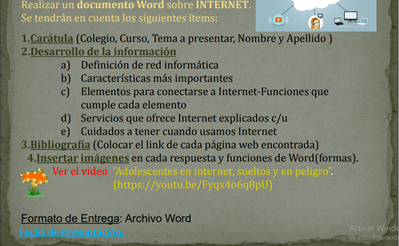 Realizar un documento Word sobre INTERNET.
Se tendrán en cuenta los siguientes ítems:
1.Carátula (Colegio, Curso, Tema a presentar, Nombre y Apellido )
2.Desarrollo de la información
a) Definición de red informática
b) Características más importantes
c) Elementos para conectarse a Internet-Funciones que
cumple cada elemento
d) Servicios que ofrece Internet explicados c/u
e) Cuidados a tener cuando usamos Internet
3.Bibliografía (Colocar el link de cada página web encontrada)
4.Insertar imágenes en cada respuesta y funciones de Word(formas).
Ver el video "Adolescentes en internet, sueltos y en peligro".
(https://youtu.be/Fyqx4o6q8pU)
Formato de Entrega: Archivo Word
Fecha de Presentación:
Activar Windows